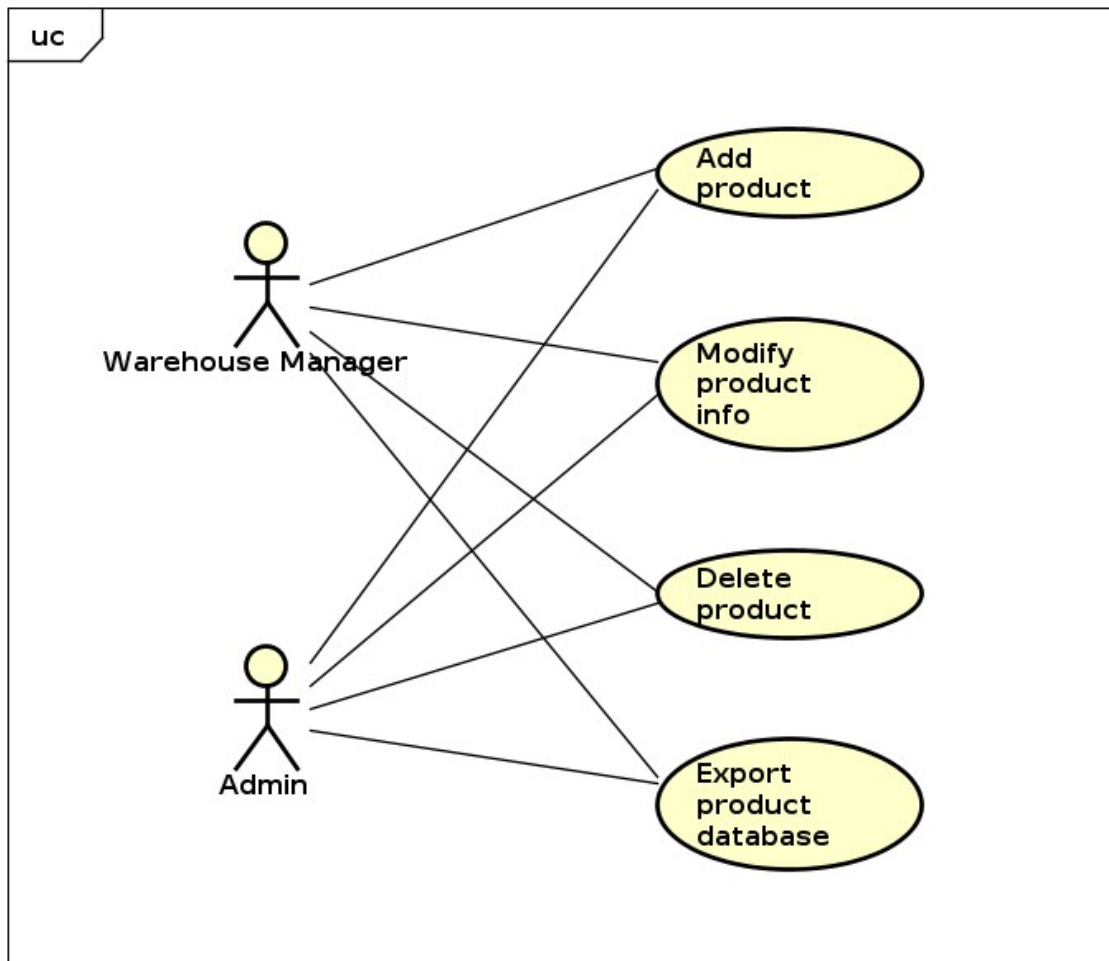 uc
Add
product
Warehouse Manager
Modify
product
info
Delete
product
Admin
Export
product
database